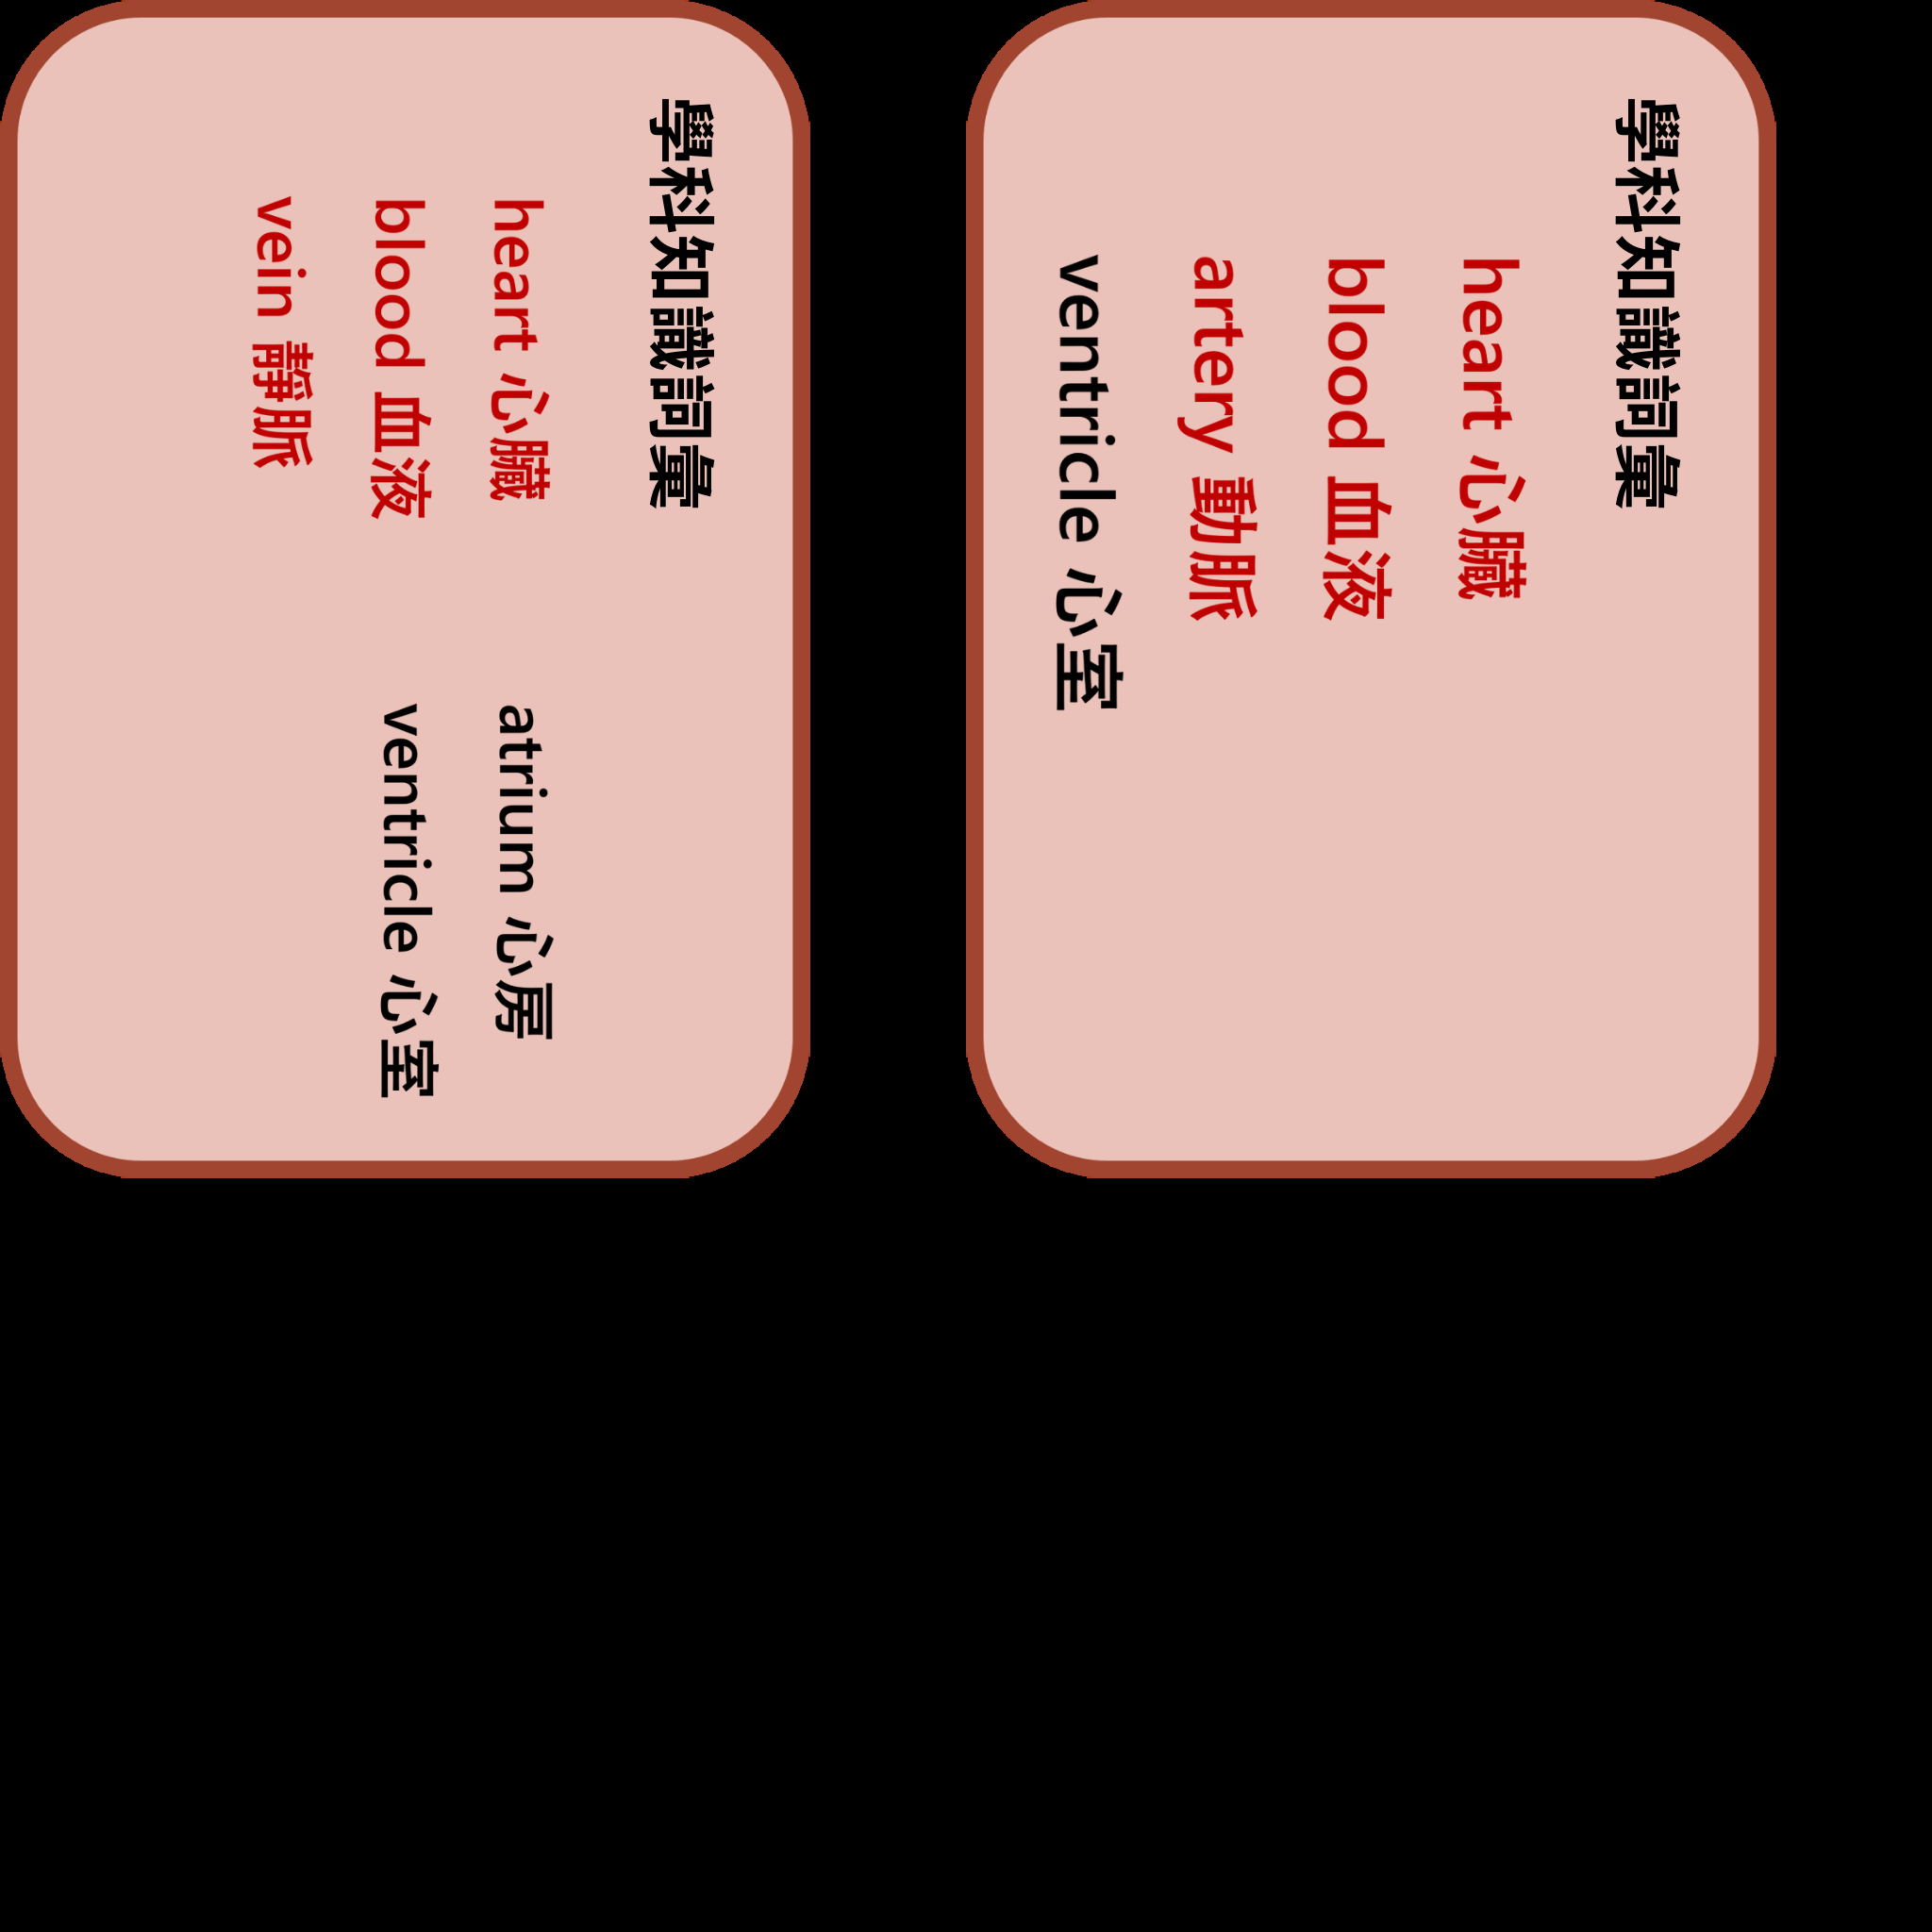 學科知識詞彙
heart 心臟
blood 血液
vein 靜脈
atrium 心房
ventricle 心室
學科知識詞彙
heart 心臟
blood 血液
artery 動脈
ventricle 心室